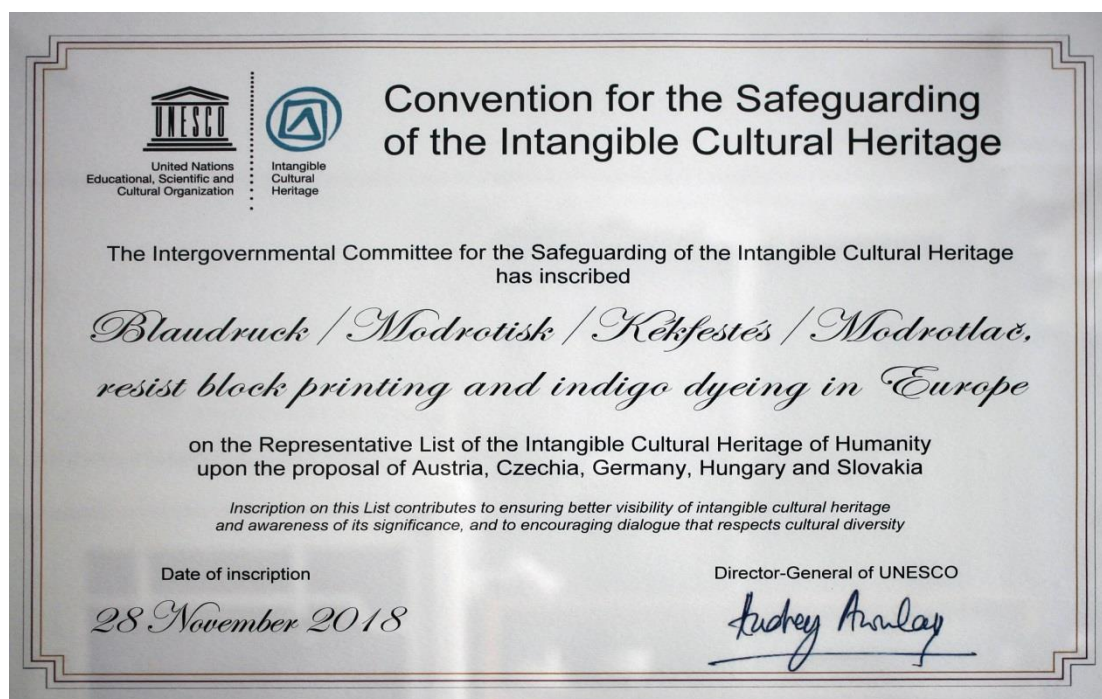 UNESCO
United Nations
Educational, Scientific and
Cultural Organization
Intangible
Cultural
Heritage
Convention for the Safeguarding
of the Intangible Cultural Heritage
The Intergovernmental Committee for the Safeguarding of the Intangible Cultural Heritage
has inscribed
Blaudruck / Modrotisk / Kékfestés / Modrotlač,
resist block printing and indigo dyeing in Europe
on the Representative List of the Intangible Cultural Heritage of Humanity
upon the proposal of Austria, Czechia, Germany, Hungary and Slovakia
Inscription on this List contributes to ensuring better visibility of intangible cultural heritage
and awareness of its significance, and to encouraging dialogue that respects cultural diversity
Date of inscription
28 November 2018
Director-General of UNESCO
Audrey Azoulay